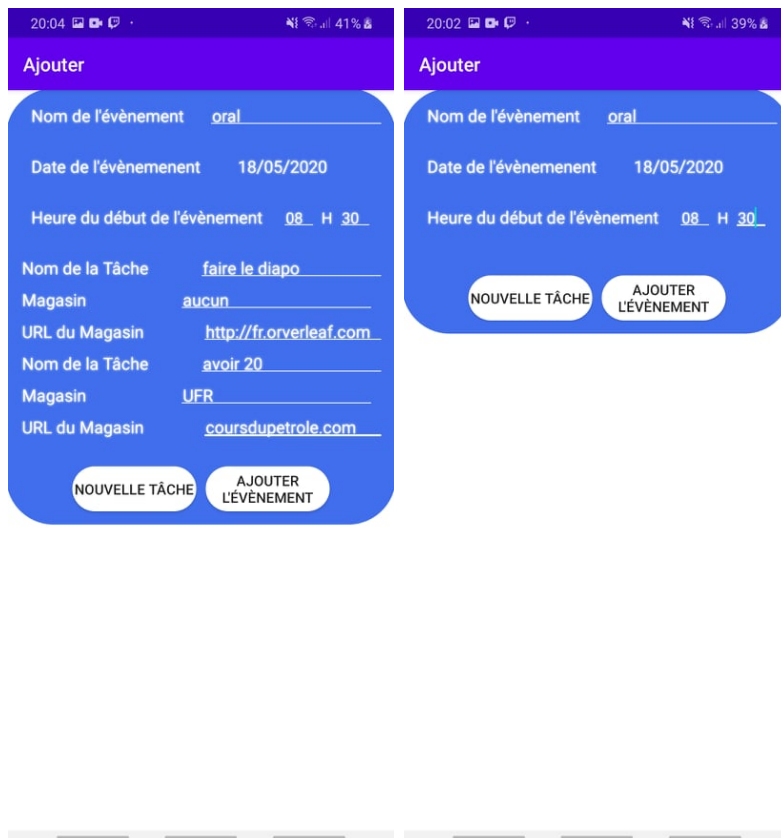 20:04 41%
Ajouter
Nom de l'évènement oral
Date de l'évènemenent 18/05/2020
Heure du début de l'évènement 08 H 30
Nom de la Tâche faire le diapo
Magasin aucun
URL du Magasin http://fr.orverleaf.com
Nom de la Tâche avoir 20
Magasin UFR
URL du Magasin coursdupetrole.com
NOUVELLE TÂCHE
AJOUTER
L'ÉVÈNEMENT
20:02 39%
Ajouter
Nom de l'évènement oral
Date de l'évènemenent 18/05/2020
Heure du début de l'évènement 08 H 30
NOUVELLE TÂCHE
AJOUTER
L'ÉVÈNEMENT